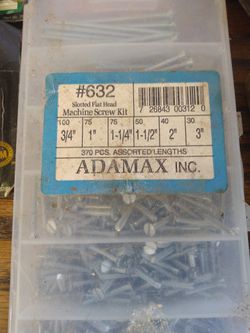 #632
Slotted Flat Head
Machine Screw Kit
7 26843 00312 0
100 75 75 50 40 30
3/4" 1" 1-1/4" 1-1/2" 2" 3"
370 PCS. ASSORTED LENGTHS
ADAMAX INC.